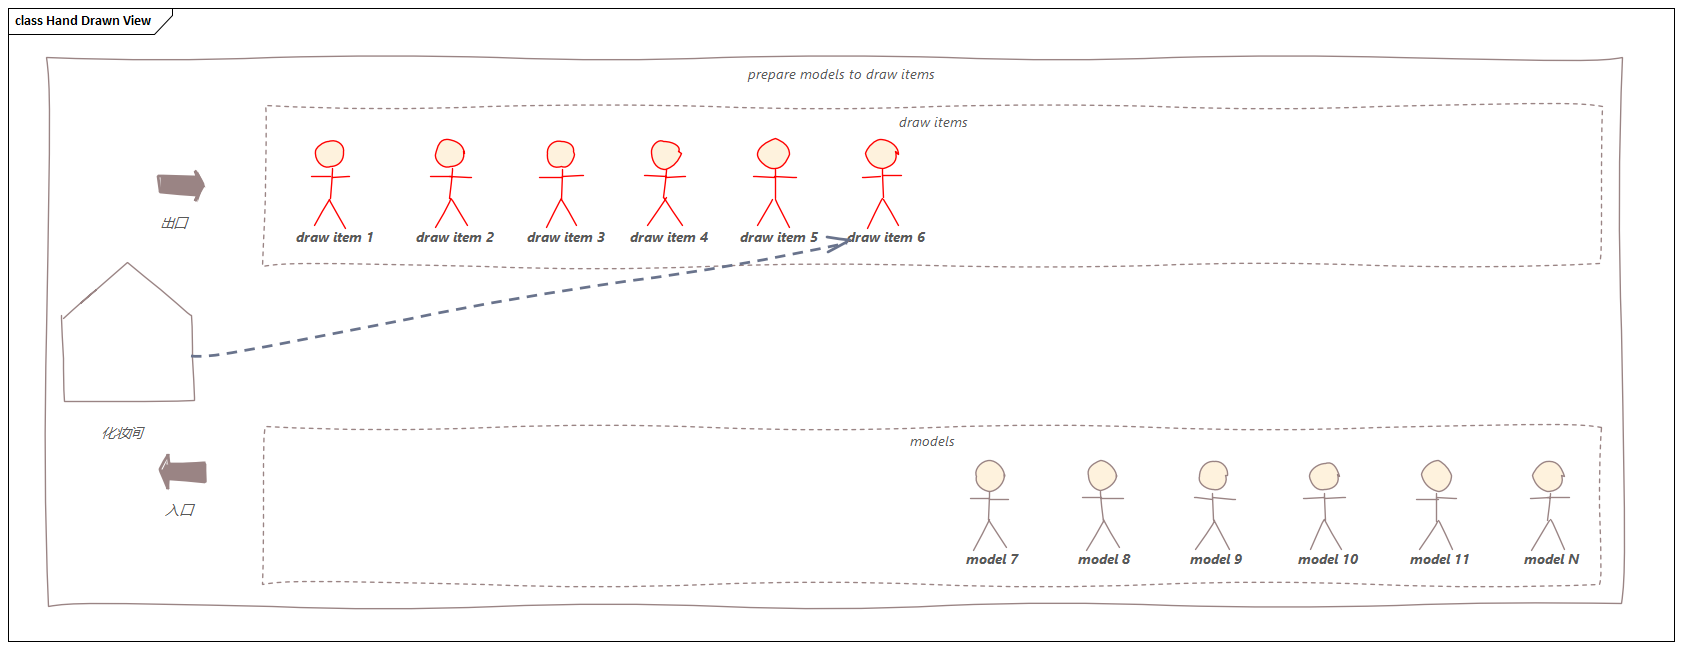 class Hand Drawn View
prepare models to draw items
draw items
draw item 1
draw item 2
draw item 3
draw item 4
draw item 5
draw item 6
出口
化妆间
入口
models
model 7
model 8
model 9
model 10
model 11
model N